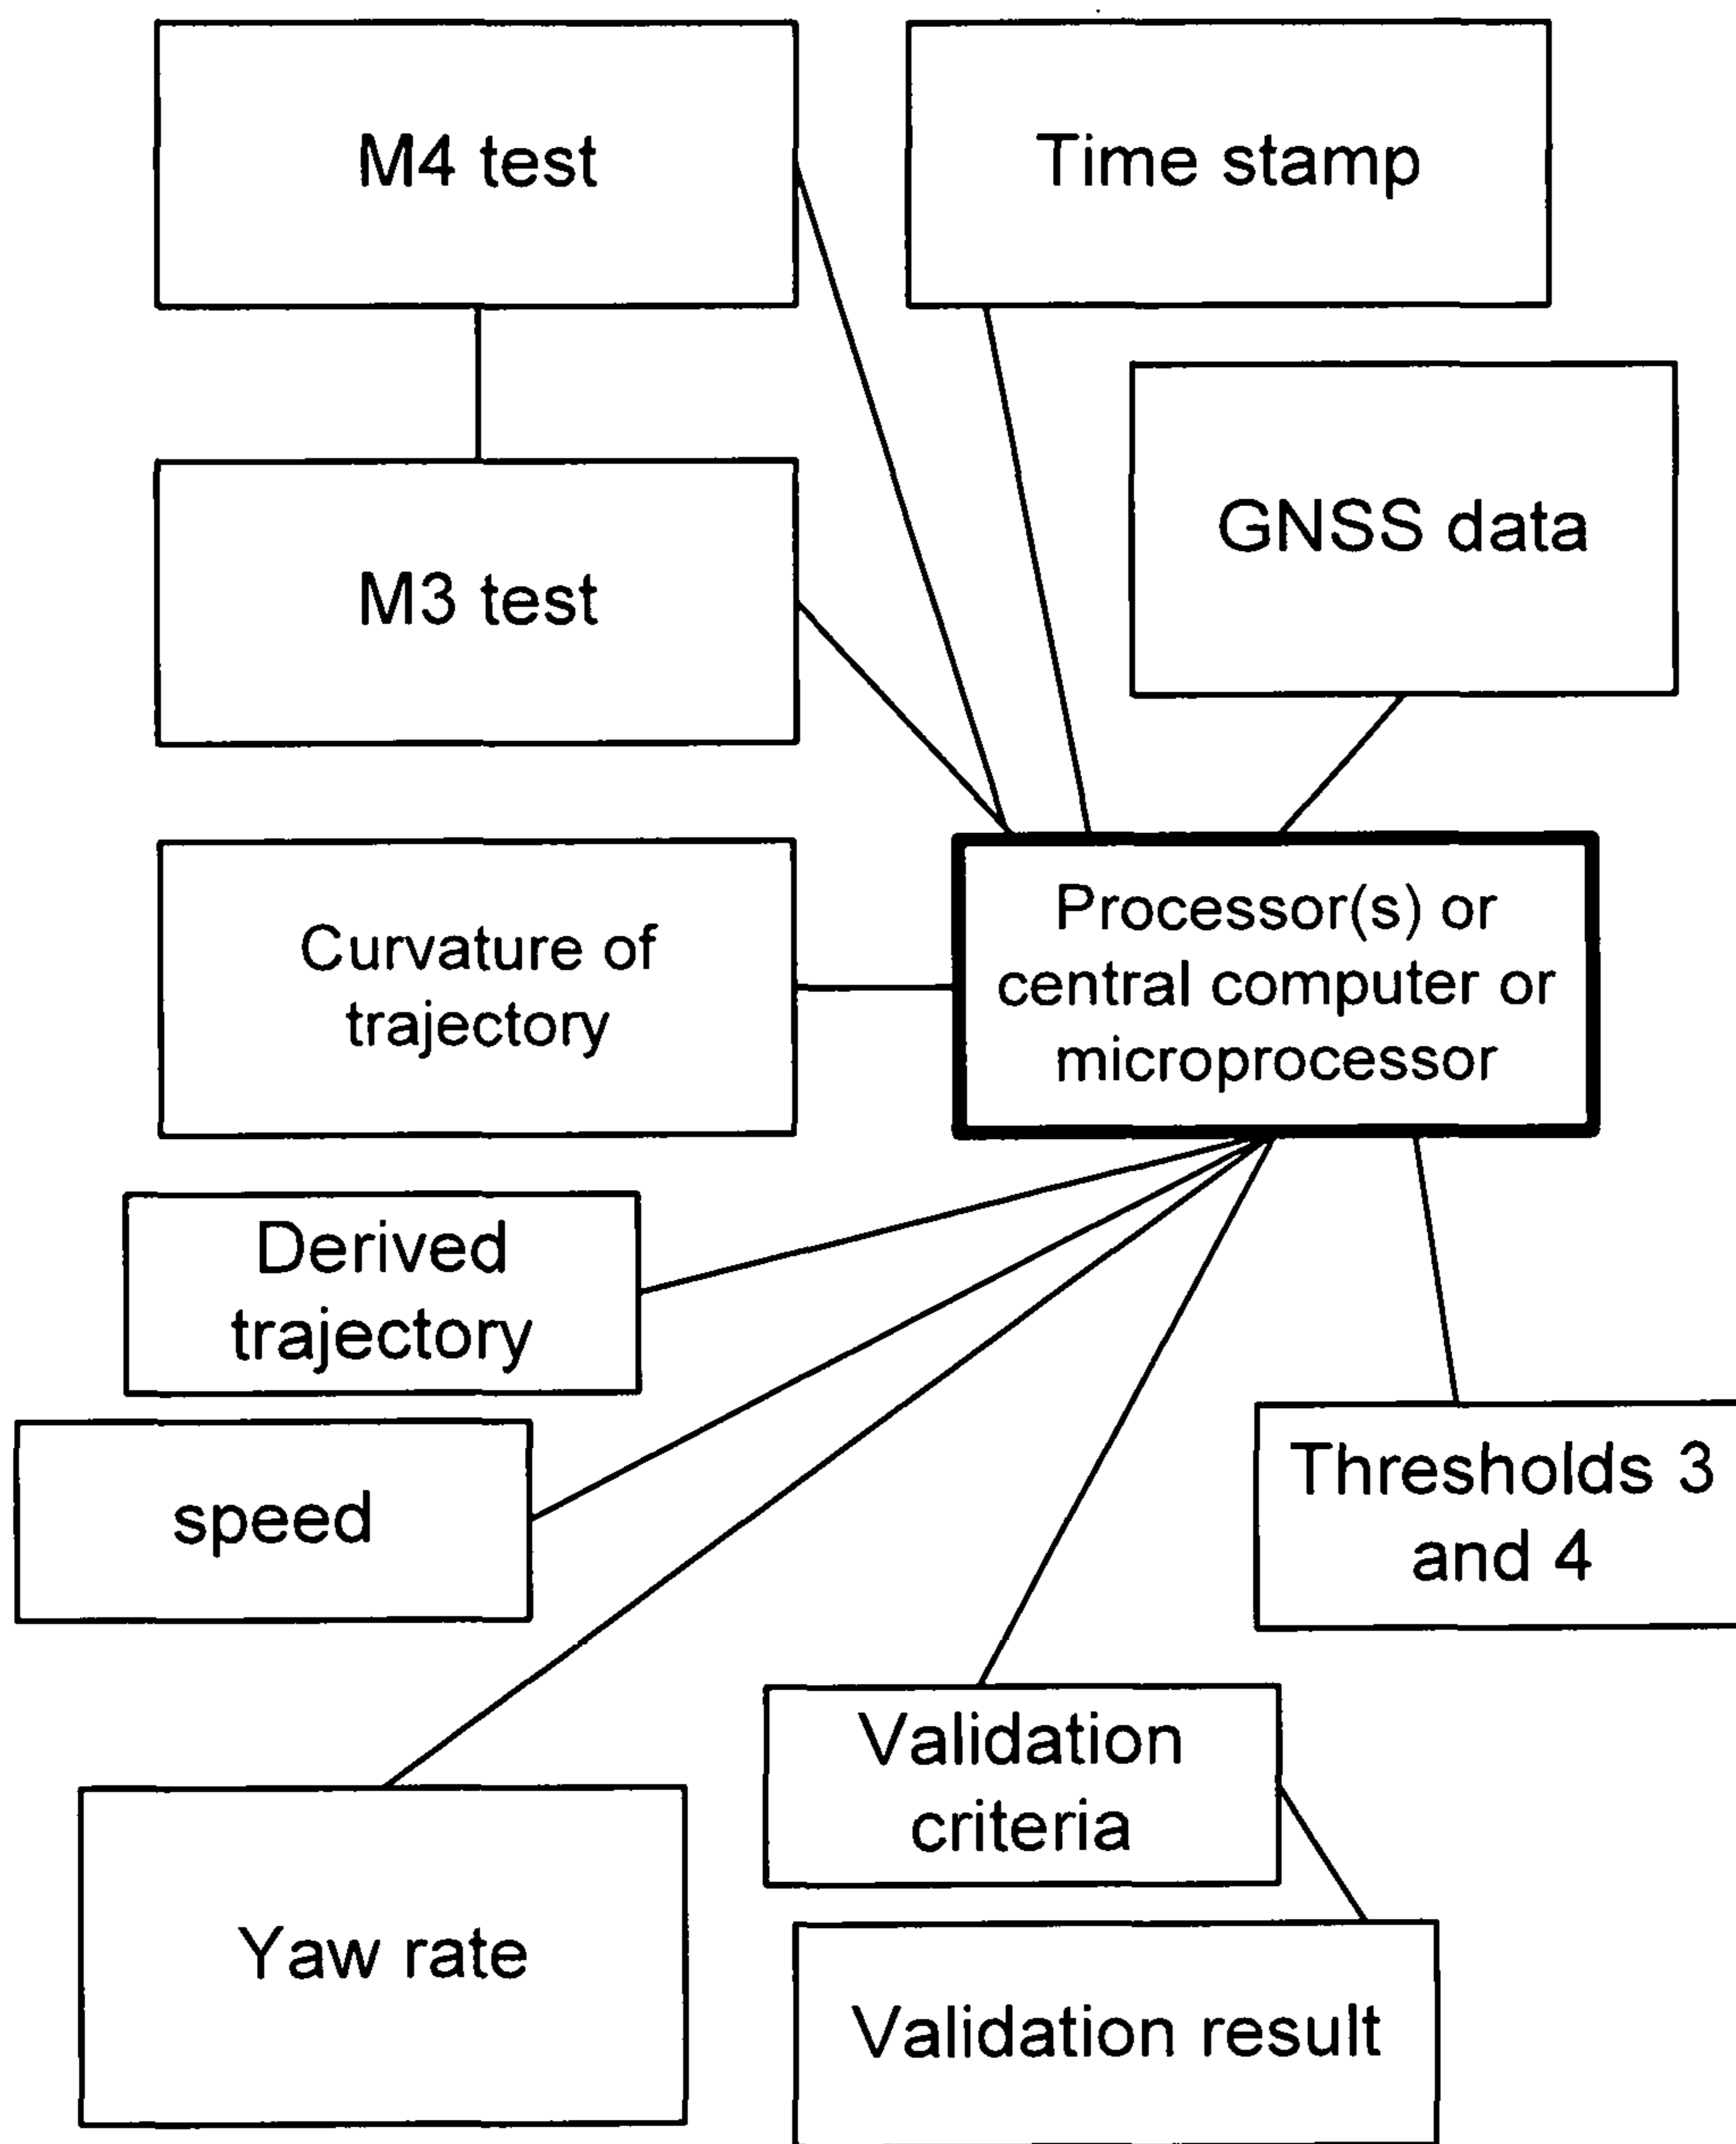 M4 test
Time stamp
GNSS data
M3 test
Curvature of
trajectory
Processor(s) or
central computer or
microprocessor
Derived
trajectory
speed
Thresholds 3
and 4
Validation
criteria
Yaw rate
Validation result